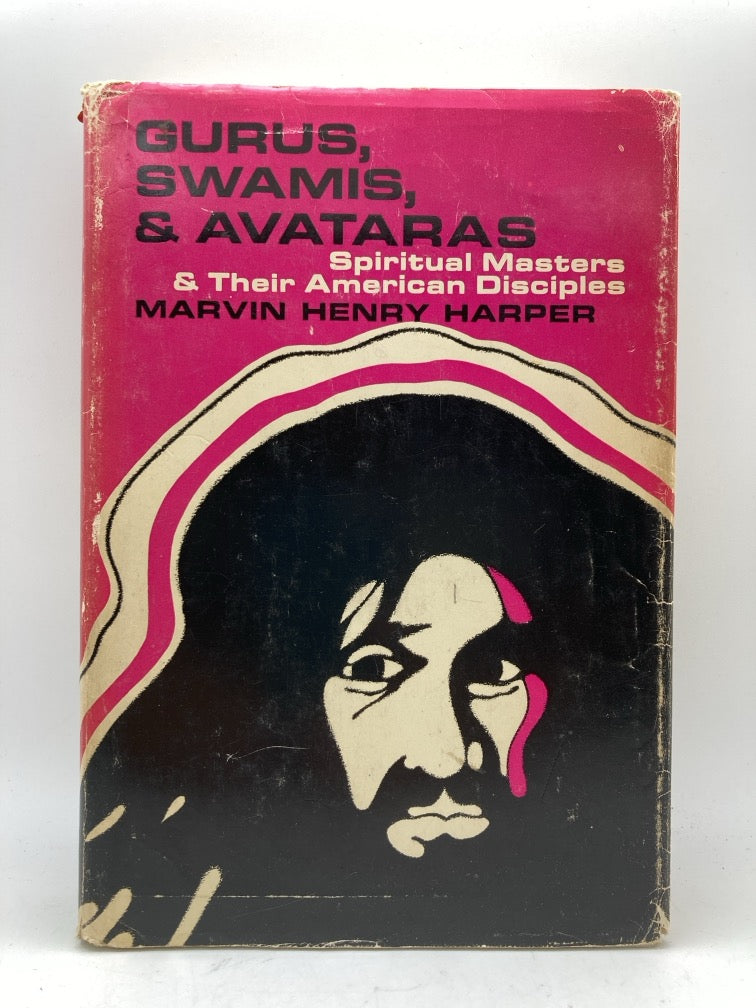 GURUS,
SWAMIS,
& AVATARAS
Spiritual Masters
& Their American Disciples
MARVIN HENRY HARPER